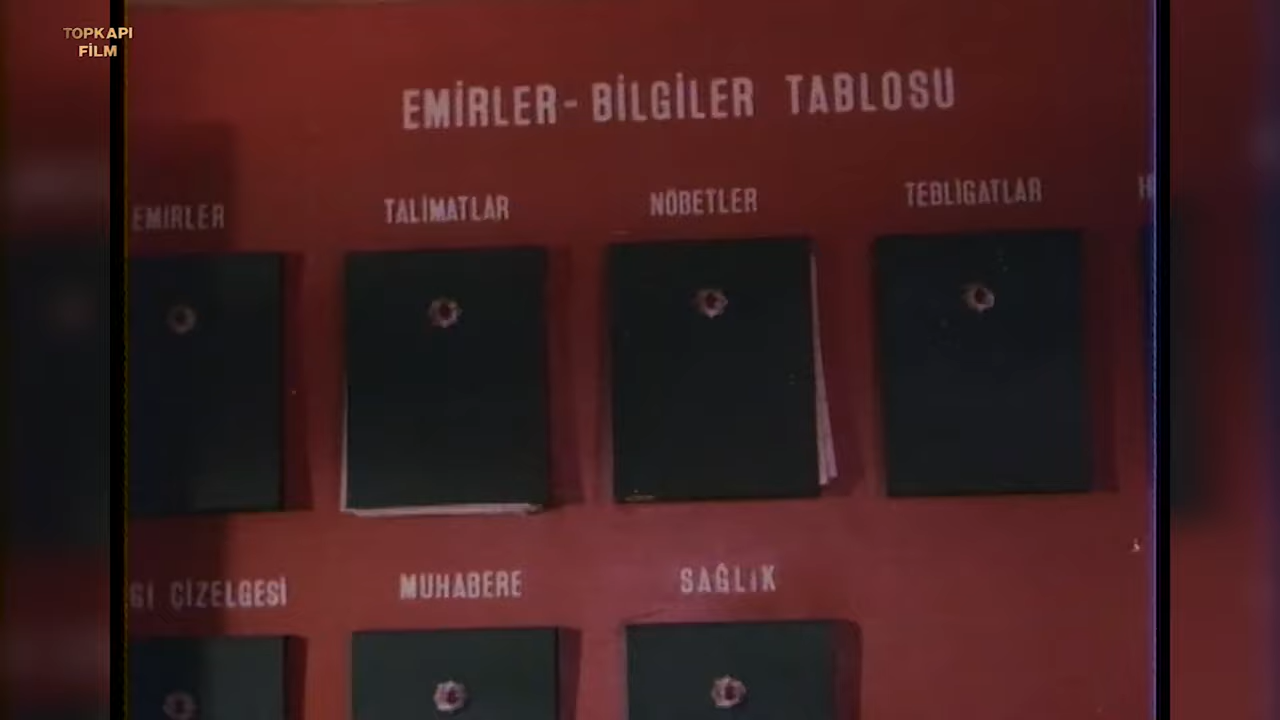 TOPKAPI
FİLM
EMİRLER-BİLGİLER TABLOSU
EMİRLER
TALİMATLAR
NÖBETLER
TEBLİGATLAR
ÇİZELGESİ
MUHABERE
SAĞLIK